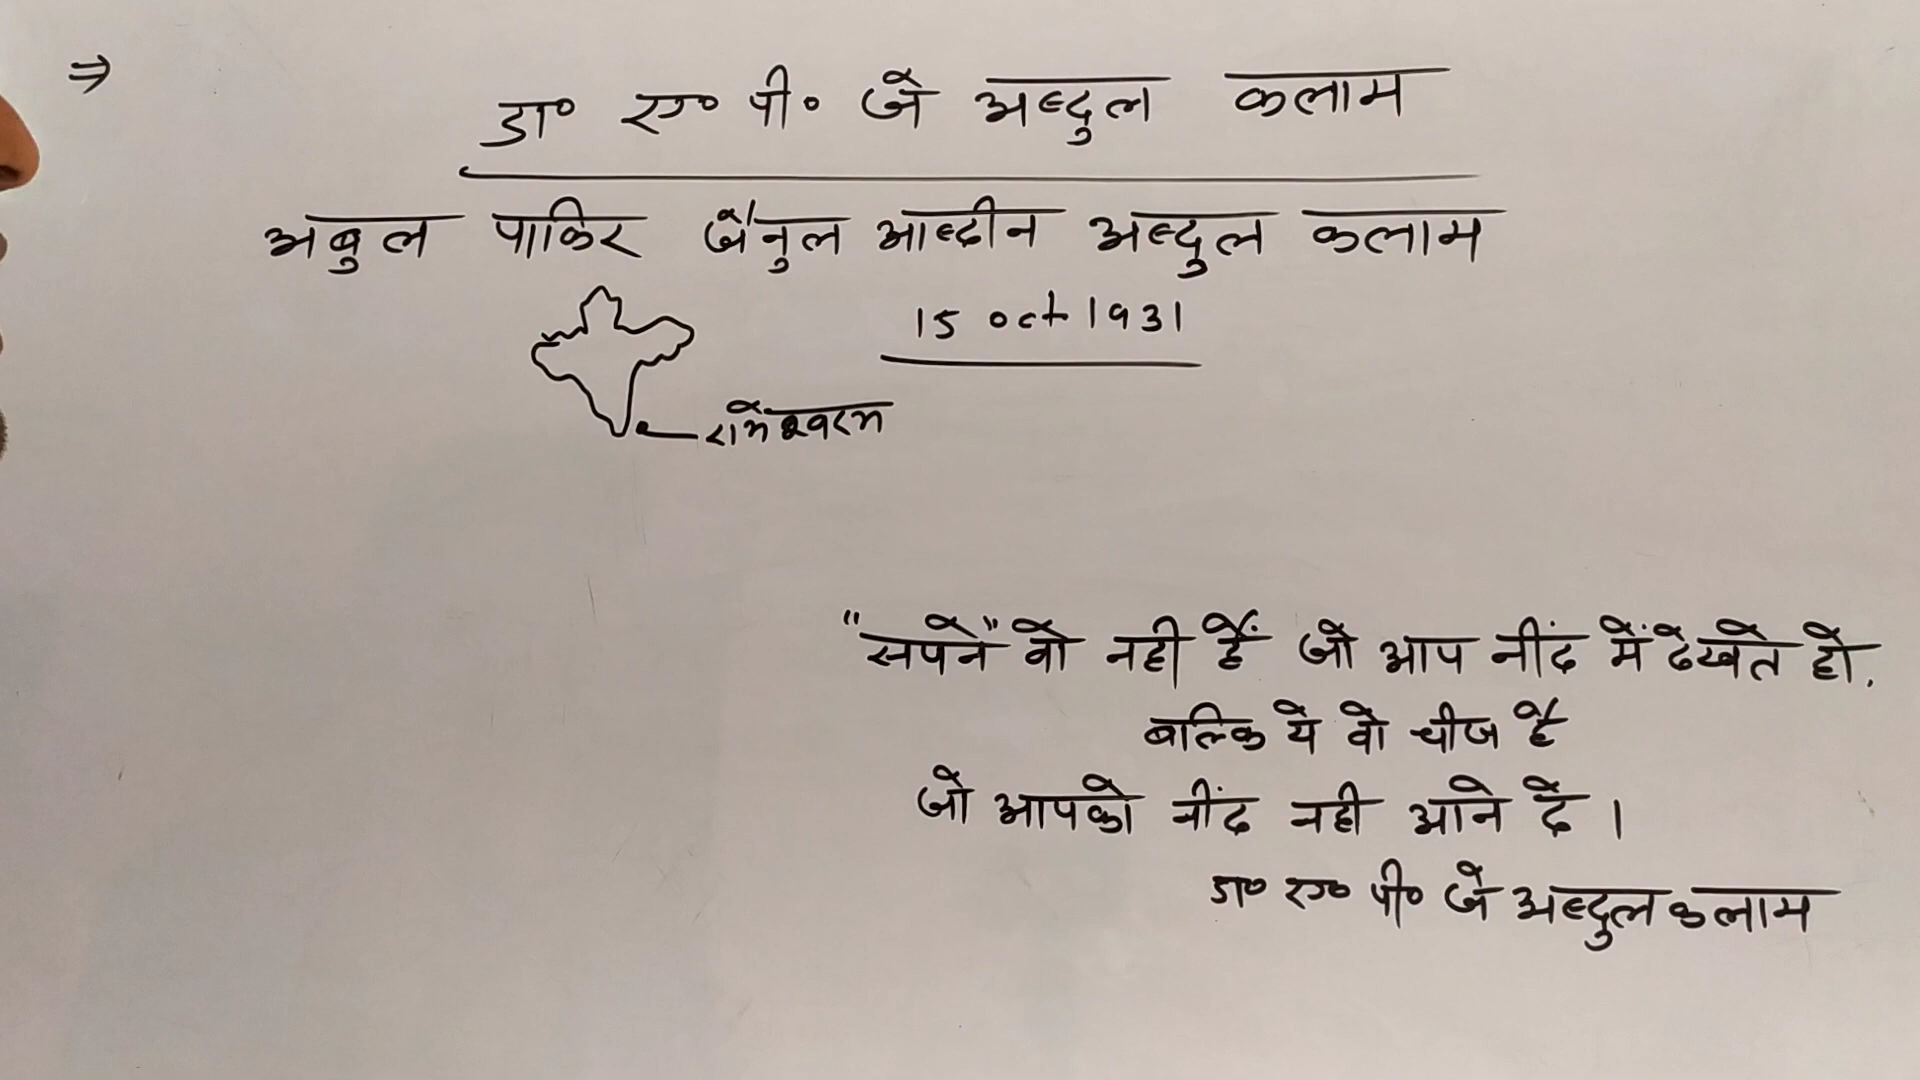 ⇒ डा० ए० पी० जे अब्दुल कलाम
अबुल पाकिर जैनुल आब्दीन अब्दुल कलाम
15 oct 1931
रामेश्वरम
"सपने" वो नही हैं जो आप नींद में देखते हो.
बल्कि ये वो चीज है
जो आपको नींद नही आने दे।
डा० ए० पी० जे अब्दुल कलाम